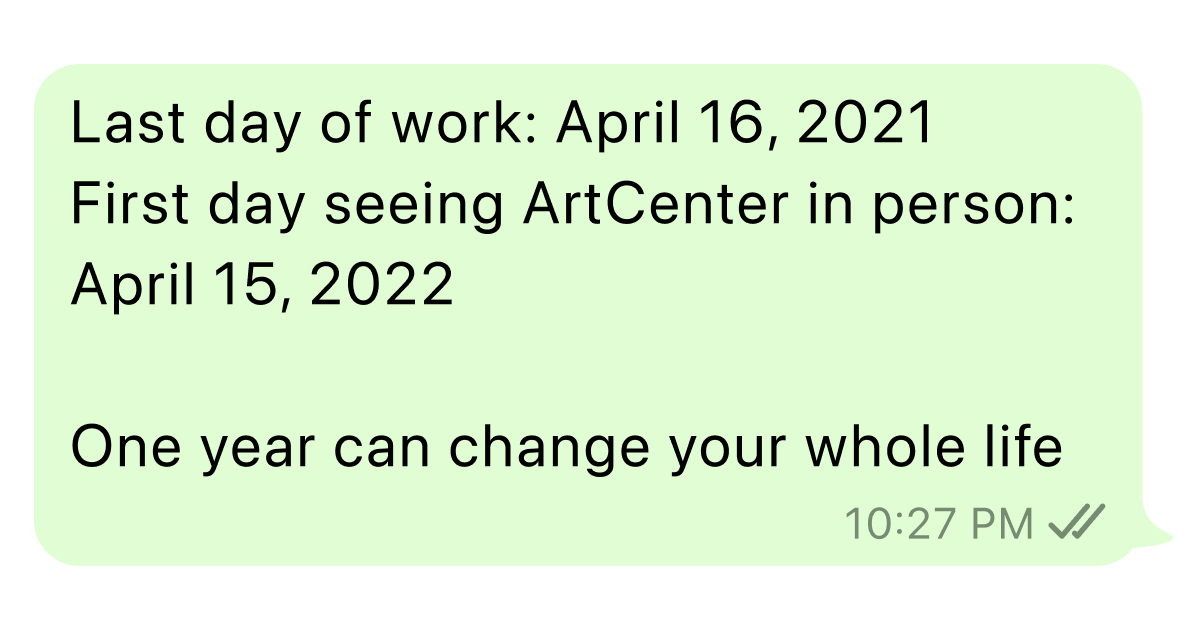 Last day of work: April 16, 2021
First day seeing ArtCenter in person:
April 15, 2022
One year can change your whole life
10:27 PM